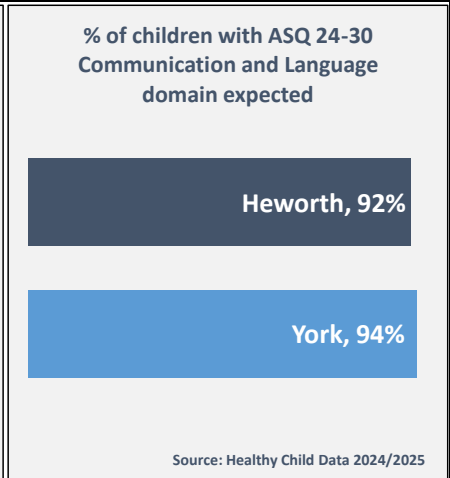 % of children with ASQ 24-30
Communication and Language
domain expected
Heworth, 92%
York, 94%
Source: Healthy Child Data 2024/2025